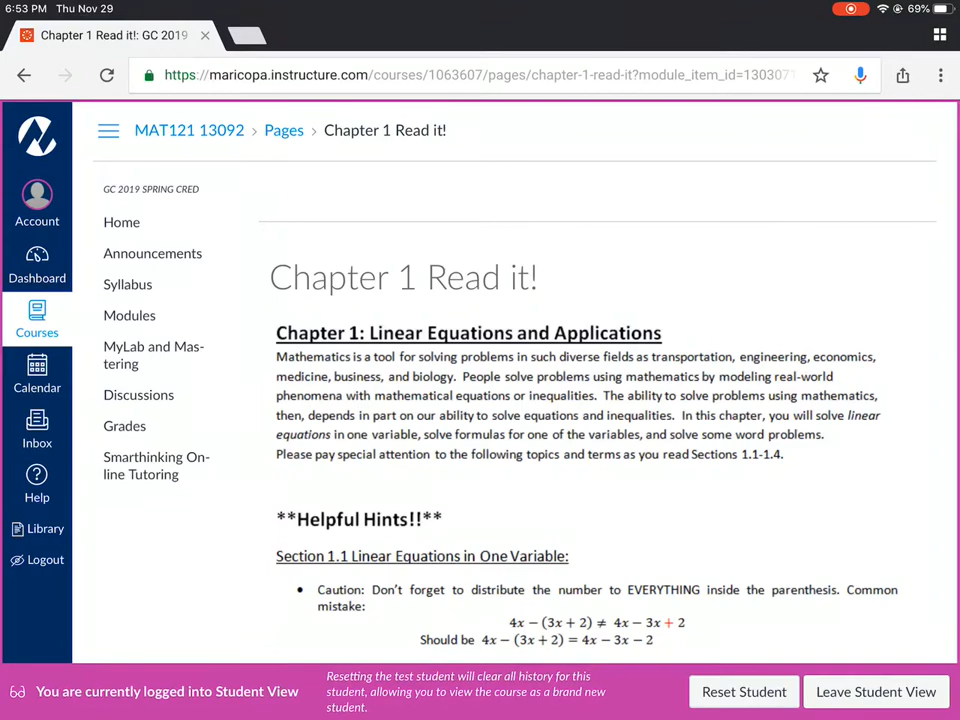 6:53 PM Thu Nov 29
69%
Chapter 1 Read it!: GC 2019
https://maricopa.instructure.com/courses/1063607/pages/chapter-1-read-it?module_item_id=130307
MAT121 13092 > Pages > Chapter 1 Read it!
Account
Dashboard
Courses
Calendar
Inbox
Help
Library
Logout
GC 2019 SPRING CRED
Home
Announcements
Syllabus
Modules
MyLab and Mas-
tering
Discussions
Grades
Smarthinking On-
line Tutoring
Chapter 1 Read it!
Chapter 1: Linear Equations and Applications
Mathematics is a tool for solving problems in such diverse fields as transportation, engineering, economics,
medicine, business, and biology. People solve problems using mathematics by modeling real-world
phenomena with mathematical equations or inequalities. The ability to solve problems using mathematics,
then, depends in part on our ability to solve equations and inequalities. In this chapter, you will solve linear
equations in one variable, solve formulas for one of the variables, and solve some word problems.
Please pay special attention to the following topics and terms as you read Sections 1.1-1.4.
**Helpful Hints!!**
Section 1.1 Linear Equations in One Variable:
• Caution: Don't forget to distribute the number to EVERYTHING inside the parenthesis. Common
mistake:
4x − (3x + 2) ≠ 4x − 3x + 2
Should be 4x − (3x + 2) = 4x − 3x − 2
You are currently logged into Student View
Resetting the test student will clear all history for this
student, allowing you to view the course as a brand new
student.
Reset Student
Leave Student View